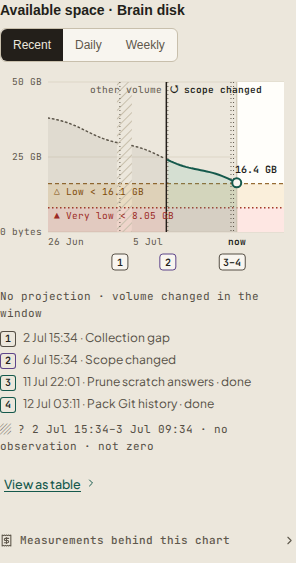 Available space · Brain disk
Recent Daily Weekly
50 GB
other volume ↺ scope changed
25 GB
16.4 GB
△ Low < 16.1 GB
▲ Very low < 8.05 GB
0 bytes
26 Jun 5 Jul now
1 2 3–4
No projection · volume changed in the
window
1 2 Jul 15:34 · Collection gap
2 6 Jul 15:34 · Scope changed
3 11 Jul 22:01 · Prune scratch answers · done
4 12 Jul 03:11 · Pack Git history · done
? 2 Jul 15:34–3 Jul 09:34 · no
observation · not zero
View as table >
Measurements behind this chart >